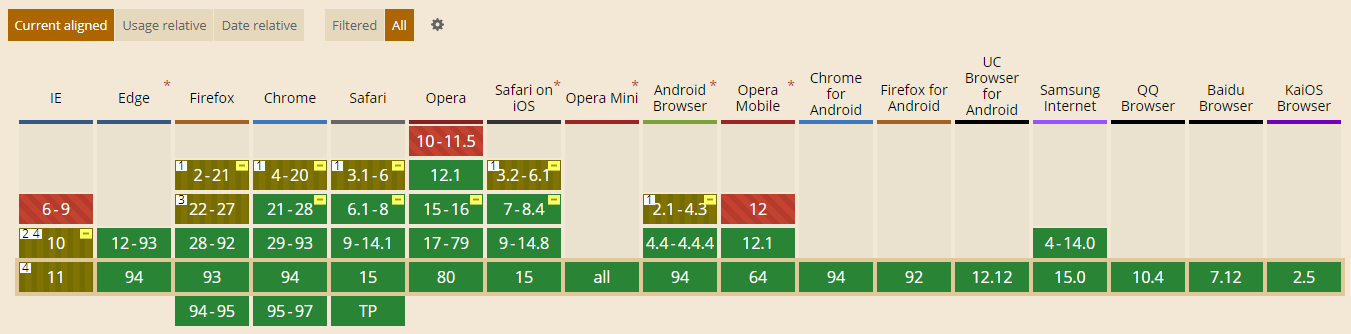 Current aligned Usage relative Date relative Filtered All
IE Edge * Firefox Chrome Safari Opera Safari on iOS * Opera Mini * Android Browser * Opera Mobile * Chrome for Android Firefox for Android UC Browser for Android Samsung Internet QQ Browser Baidu Browser KaiOS Browser
10-11.5
1 2-21 1 4-20 1 3.1-6 12.1 1 3.2-6.1
6-9 3 22-27 21-28 6.1-8 15-16 7-8.4 1 2.1-4.3 12
2 4 10 12-93 28-92 29-93 9-14.1 17-79 9-14.8 4.4-4.4.4 12.1 4-14.0
4 11 94 93 94 15 80 15 all 94 64 94 92 12.12 15.0 10.4 7.12 2.5
94-95 95-97 TP